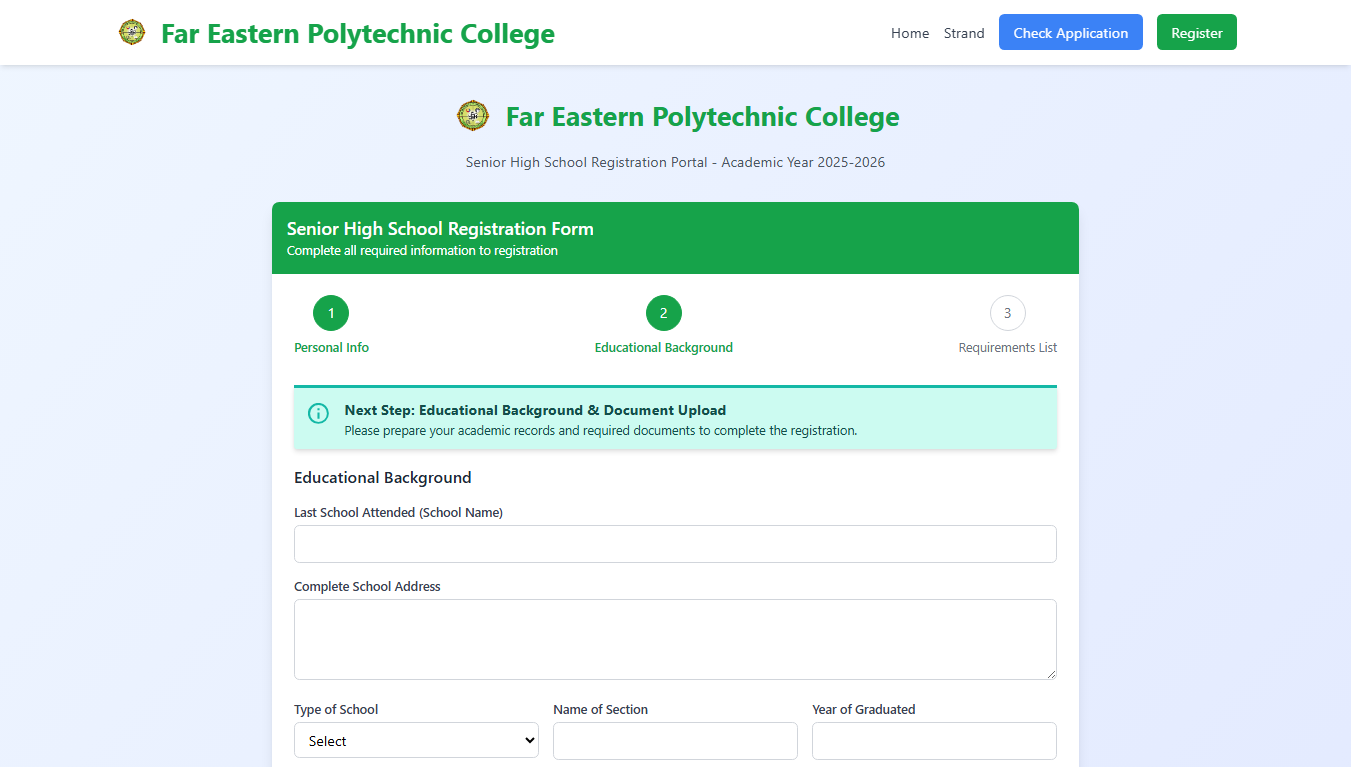 Far Eastern Polytechnic College
Home Strand Check Application Register
Far Eastern Polytechnic College
Senior High School Registration Portal - Academic Year 2025-2026
Senior High School Registration Form
Complete all required information to registration
1 2 3
Personal Info Educational Background Requirements List
Next Step: Educational Background & Document Upload
Please prepare your academic records and required documents to complete the registration.
Educational Background
Last School Attended (School Name)
Complete School Address
Type of School Name of Section Year of Graduated
Select